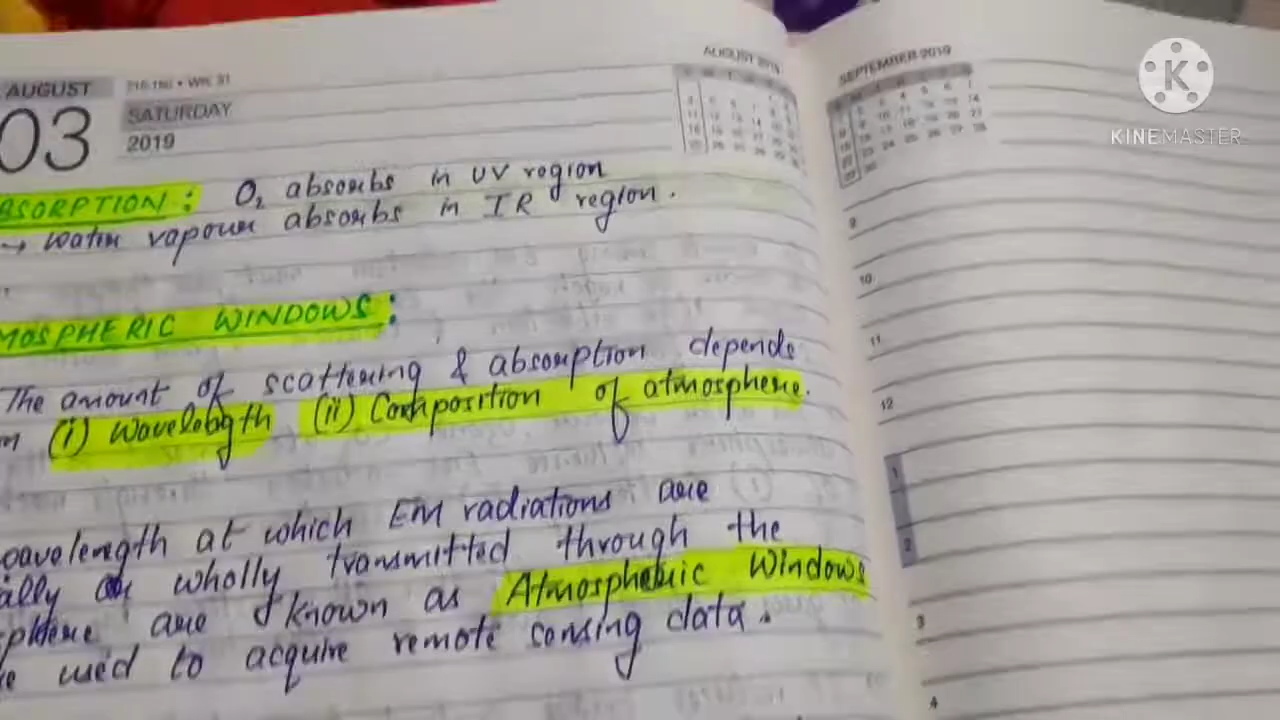 AUGUST
03
SATURDAY
2019
AUGUST 2019
SEPTEMBER 2019
KINEMASTER
BSORPTION: O₂ absorbs in UV region
→ Water vapour absorbs in IR region.
MOSPHERIC WINDOWS:
The amount of scattering & absorption depends
n (i) Wavelength (ii) Composition of atmosphere.
wavelength at which EM radiations are
ally or wholly transmitted through the
sphere are known as Atmospheric Windows
e used to acquire remote sensing data.
9
10
11
12
1
2
3
4